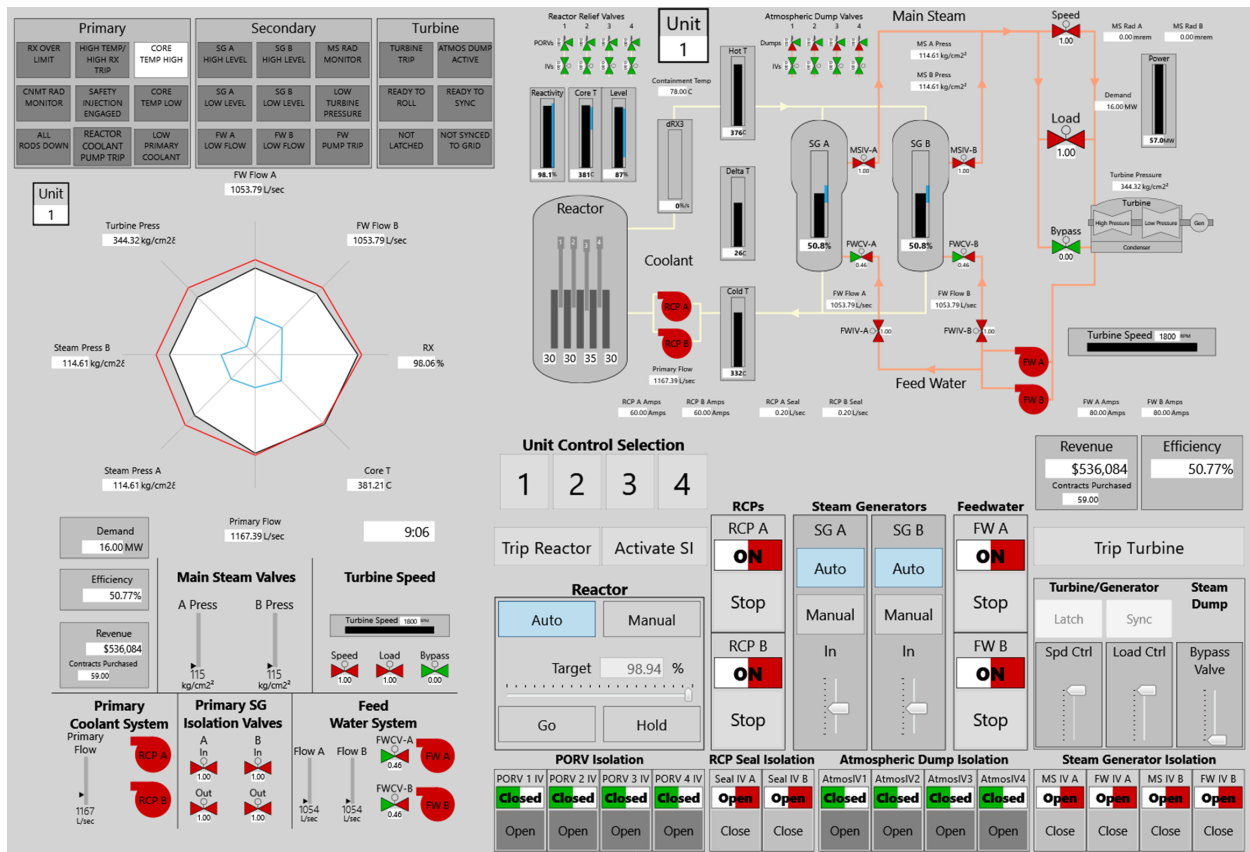 Primary
Secondary
Turbine
RX OVER LIMIT
HIGH TEMP/ HIGH RX TRIP
CORE TEMP HIGH
SG A HIGH LEVEL
SG B HIGH LEVEL
MS RAD MONITOR
TURBINE TRIP
ATMOS DUMP ACTIVE
CNMT RAD MONITOR
SAFETY INJECTION ENGAGED
CORE TEMP LOW
SG A LOW LEVEL
SG B LOW LEVEL
LOW TURBINE PRESSURE
READY TO ROLL
READY TO SYNC
ALL RODS DOWN
REACTOR COOLANT PUMP TRIP
LOW PRIMARY COOLANT
FW A LOW FLOW
FW B LOW FLOW
FW PUMP TRIP
NOT LATCHED
NOT SYNCED TO GRID
Unit
1
FW Flow A
1053.79 L/sec
Turbine Press
344.32 kg/cm2
FW Flow B
1053.79 L/sec
Steam Press B
114.61 kg/cm2
RX
98.06 %
Steam Press A
114.61 kg/cm2
Core T
381.21 C
Primary Flow
1167.39 L/sec
9:06
Demand
16.00 MW
Efficiency
50.77%
Revenue
$536,084
Contracts Purchased
59.00
Main Steam Valves
A Press
B Press
115
kg/cm²
115
kg/cm²
Turbine Speed
Turbine Speed 1800 RPM
Speed
Load
Bypass
1.00
1.00
0.00
Primary Coolant System
Primary Flow
1167
L/sec
RCP A
RCP B
Primary SG Isolation Valves
A
B
In
In
1.00
1.00
Out
Out
1.00
1.00
Feed Water System
Flow A
Flow B
1054
L/sec
1054
L/sec
FWCV-A
0.46
FWCV-B
0.46
FW A
FW B
Reactor Relief Valves
1 2 3 4
PORVs
IVs
Unit
1
Atmospheric Dump Valves
1 2 3 4
Dumps
IVs
Main Steam
Speed
1.00
MS Rad A
0.00 mrem
MS Rad B
0.00 mrem
MS A Press
114.61 kg/cm2
MS B Press
114.61 kg/cm2
Containment Temp
78.00 C
Hot T
376C
Reactivity
98.1%
Core T
381C
Level
87%
dRX3
0%/s
Delta T
26C
Cold T
332C
Reactor
30 30 35 30
1 2 3 4
Coolant
RCP A
RCP B
Primary Flow
1167.39 L/sec
SG A
50.8%
SG B
50.8%
MSIV-A
1.00
MSIV-B
1.00
FWCV-A
0.46
FWCV-B
0.46
FW Flow A
1053.79 L/sec
FW Flow B
1053.79 L/sec
FWIV-A
1.00
FWIV-B
1.00
Feed Water
FW A
FW B
Demand
16.00 MW
Power
57.0MW
Load
1.00
Turbine Pressure
344.32 kg/cm²
Turbine
High Pressure
Low Pressure
Gen
Condenser
Bypass
0.00
Turbine Speed 1800 RPM
RCP A Amps
60.00 Amps
RCP B Amps
60.00 Amps
RCP A Seal
0.20 L/sec
RCP B Seal
0.20 L/sec
FW A Amps
80.00 Amps
FW B Amps
80.00 Amps
Unit Control Selection
1 2 3 4
Revenue
$536,084
Contracts Purchased
59.00
Efficiency
50.77%
Trip Reactor
Activate SI
Reactor
Auto
Manual
Target 98.94 %
Go
Hold
RCPs
RCP A
ON
Stop
RCP B
ON
Stop
Steam Generators
SG A
SG B
Auto
Auto
Manual
Manual
In
In
Feedwater
FW A
ON
Stop
FW B
ON
Stop
Trip Turbine
Turbine/Generator
Steam Dump
Latch
Sync
Spd Ctrl
Load Ctrl
Bypass Valve
PORV Isolation
RCP Seal Isolation
Atmospheric Dump Isolation
Steam Generator Isolation
PORV 1 IV
PORV 2 IV
PORV 3 IV
PORV 4 IV
Seal IV A
Seal IV B
AtmosIV1
AtmosIV2
AtmosIV3
AtmosIV4
MS IV A
FW IV A
MS IV B
FW IV B
Closed
Closed
Closed
Closed
Open
Open
Closed
Closed
Closed
Closed
Open
Open
Open
Open
Open
Open
Open
Open
Close
Close
Open
Open
Open
Open
Close
Close
Close
Close